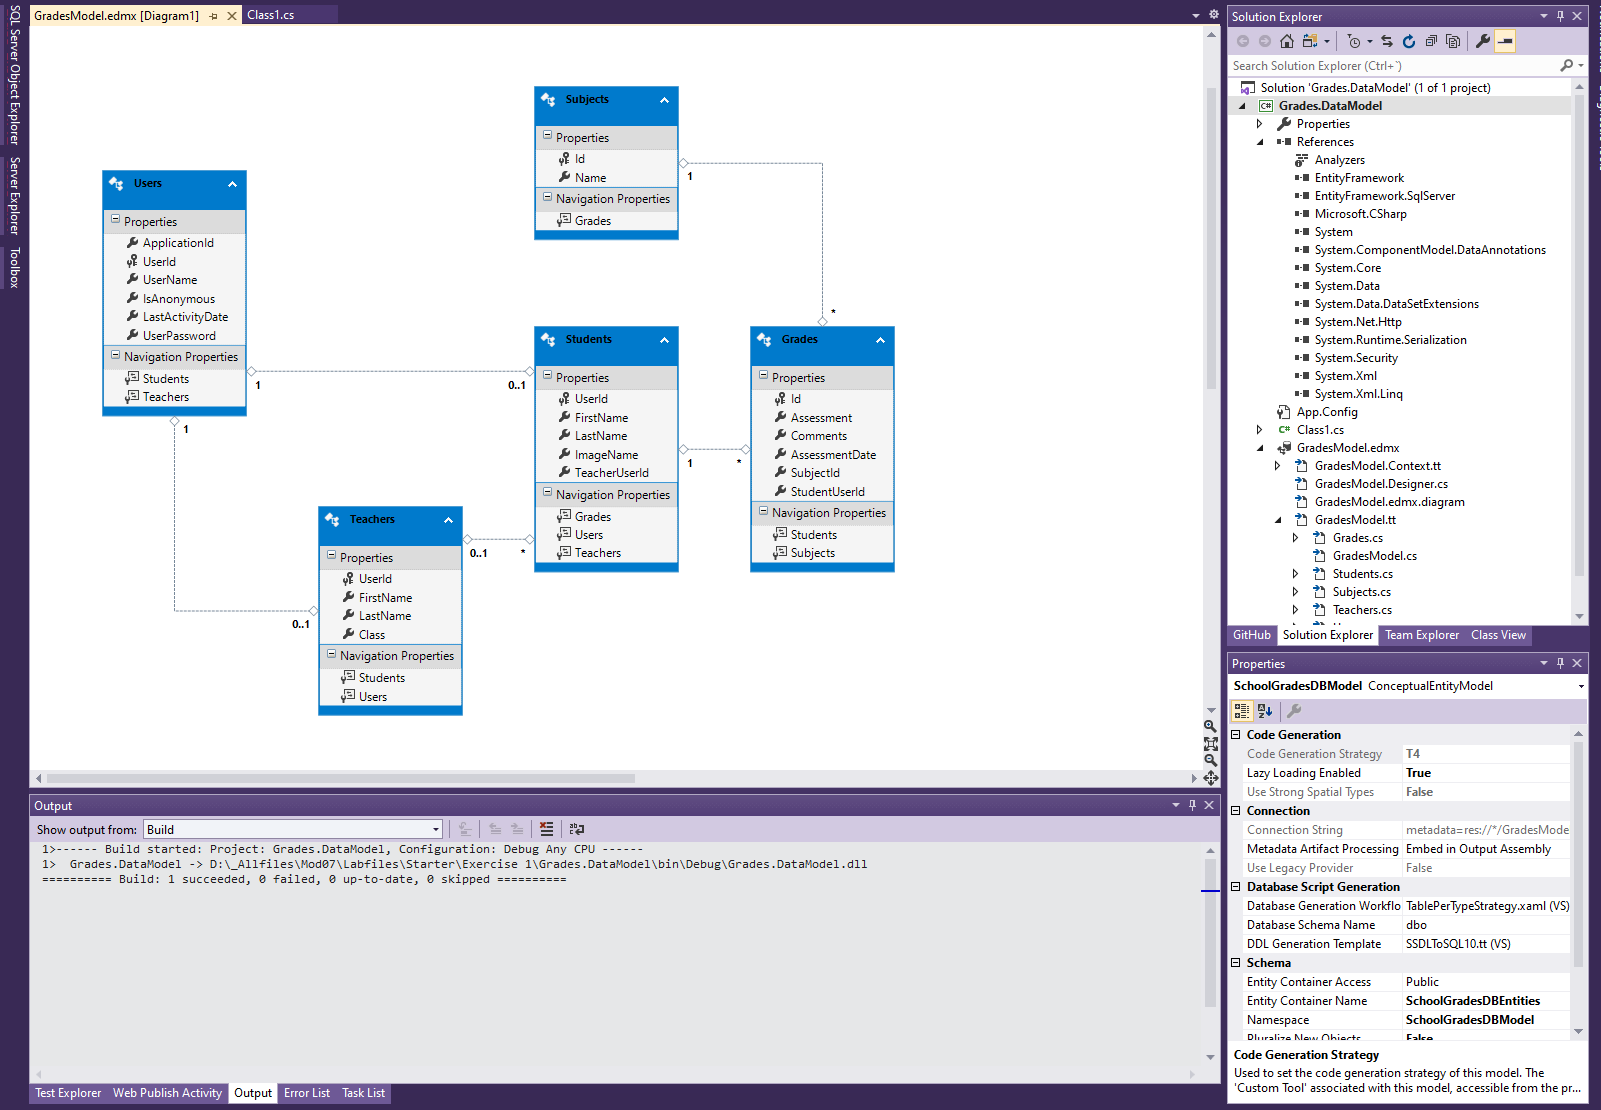 SQL Server Object Explorer
Server Explorer
Toolbox
GradesModel.edmx [Diagram1]
Class1.cs
Subjects
Properties
Id
Name
Navigation Properties
Grades
1
*
Users
Properties
ApplicationId
UserId
UserName
IsAnonymous
LastActivityDate
UserPassword
Navigation Properties
Students
Teachers
1
0..1
1
0..1
Students
Properties
UserId
FirstName
LastName
ImageName
TeacherUserId
Navigation Properties
Grades
Users
Teachers
1
*
Grades
Properties
Id
Assessment
Comments
AssessmentDate
SubjectId
StudentUserId
Navigation Properties
Students
Subjects
Teachers
Properties
UserId
FirstName
LastName
Class
Navigation Properties
Students
Users
0..1
*
Output
Show output from: Build
1>------ Build started: Project: Grades.DataModel, Configuration: Debug Any CPU ------
1>  Grades.DataModel -> D:\_Allfiles\Mod07\Labfiles\Starter\Exercise 1\Grades.DataModel\bin\Debug\Grades.DataModel.dll
========== Build: 1 succeeded, 0 failed, 0 up-to-date, 0 skipped ==========
Test Explorer Web Publish Activity Output Error List Task List
Solution Explorer
Search Solution Explorer (Ctrl+`)
Solution 'Grades.DataModel' (1 of 1 project)
Grades.DataModel
Properties
References
Analyzers
EntityFramework
EntityFramework.SqlServer
Microsoft.CSharp
System
System.ComponentModel.DataAnnotations
System.Core
System.Data
System.Data.DataSetExtensions
System.Net.Http
System.Runtime.Serialization
System.Security
System.Xml
System.Xml.Linq
App.Config
C# Class1.cs
GradesModel.edmx
GradesModel.Context.tt
GradesModel.Designer.cs
GradesModel.edmx.diagram
GradesModel.tt
Grades.cs
GradesModel.cs
Students.cs
Subjects.cs
Teachers.cs
GitHub Solution Explorer Team Explorer Class View
Properties
SchoolGradesDBModel ConceptualEntityModel
Code Generation
Code Generation Strategy T4
Lazy Loading Enabled True
Use Strong Spatial Types False
Connection
Connection String metadata=res://*/GradesMode
Metadata Artifact Processing Embed in Output Assembly
Use Legacy Provider False
Database Script Generation
Database Generation Workflo TablePerTypeStrategy.xaml (VS)
Database Schema Name dbo
DDL Generation Template SSDLToSQL10.tt (VS)
Schema
Entity Container Access Public
Entity Container Name SchoolGradesDBEntities
Namespace SchoolGradesDBModel
Pluralize New Objects False
Code Generation Strategy
Used to set the code generation strategy of this model. The
'Custom Tool' associated with this model, accessible from the pr...